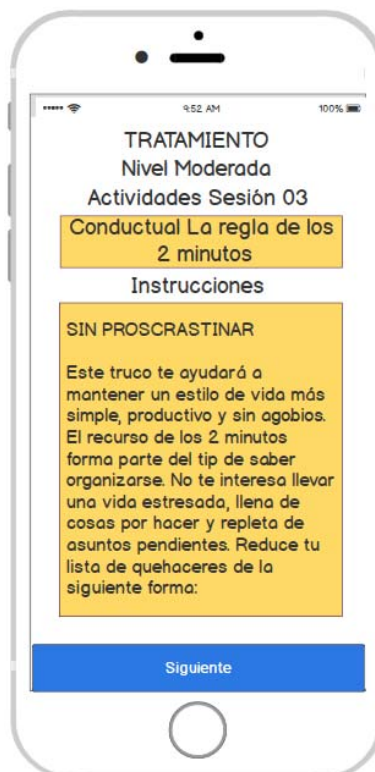 9:52 AM 100%
TRATAMIENTO
Nivel Moderada
Actividades Sesión 03
Conductual La regla de los
2 minutos
Instrucciones
SIN PROSCRASTINAR
Este truco te ayudará a
mantener un estilo de vida más
simple, productivo y sin agobios.
El recurso de los 2 minutos
forma parte del tip de saber
organizarse. No te interesa llevar
una vida estresada, llena de
cosas por hacer y repleta de
asuntos pendientes. Reduce tu
lista de quehaceres de la
siguiente forma:
Siguiente